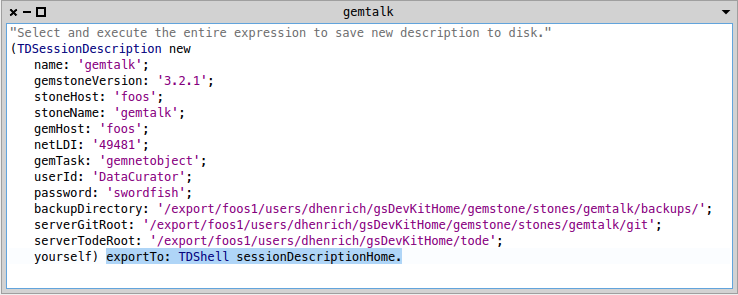 gemtalk
"Select and execute the entire expression to save new description to disk."
(TDSessionDescription new
name: 'gemtalk';
gemstoneVersion: '3.2.1';
stoneHost: 'foos';
stoneName: 'gemtalk';
gemHost: 'foos';
netLDI: '49481';
gemTask: 'gemnetobject';
userId: 'DataCurator';
password: 'swordfish';
backupDirectory: '/export/foos1/users/dhenrich/gsDevKitHome/gemstone/stones/gemtalk/backups/';
serverGitRoot: '/export/foos1/users/dhenrich/gsDevKitHome/gemstone/stones/gemtalk/git';
serverTodeRoot: '/export/foos1/users/dhenrich/gsDevKitHome/tode';
yourself) exportTo: TDShell sessionDescriptionHome.